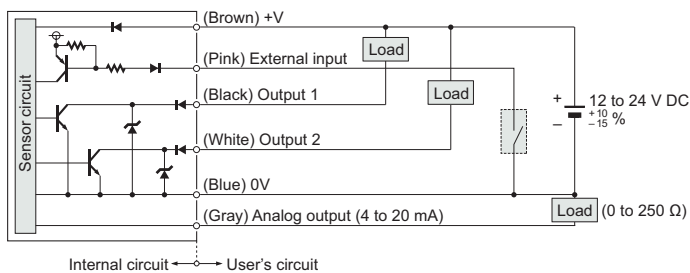 (Brown) +V
Load
(Pink) External input
Load
(Black) Output 1
+
12 to 24 V DC
+10
–15 %
–
(White) Output 2
Sensor circuit
(Blue) 0V
(Gray) Analog output (4 to 20 mA)
Load (0 to 250 Ω)
Internal circuit
User's circuit